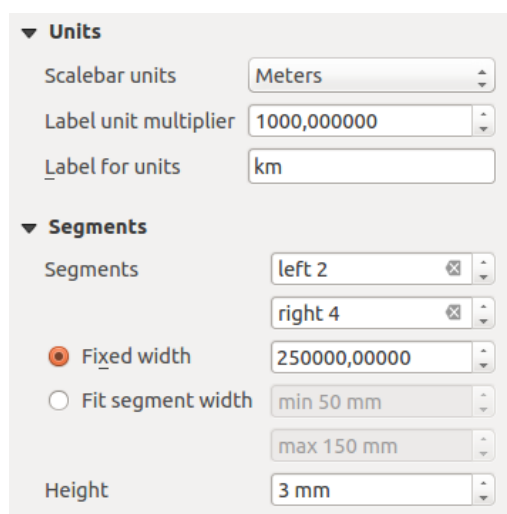 Units
Scalebar units Meters
Label unit multiplier 1000,000000
Label for units km
Segments
Segments left 2
right 4
Fixed width 250000,00000
Fit segment width min 50 mm
max 150 mm
Height 3 mm